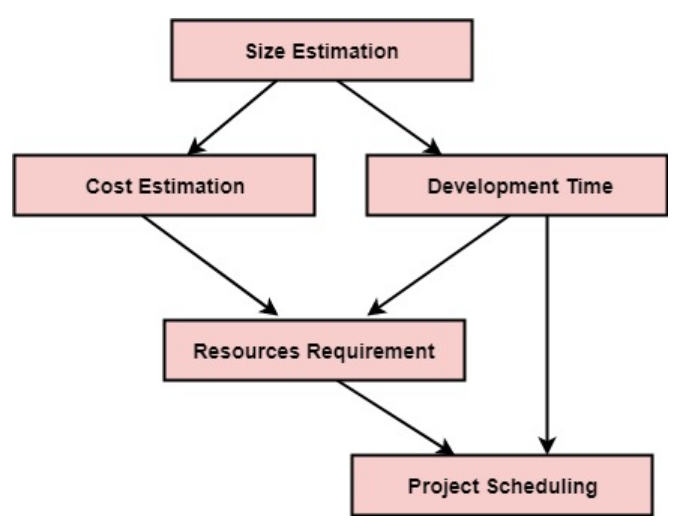 Size Estimation
Cost Estimation
Development Time
Resources Requirement
Project Scheduling